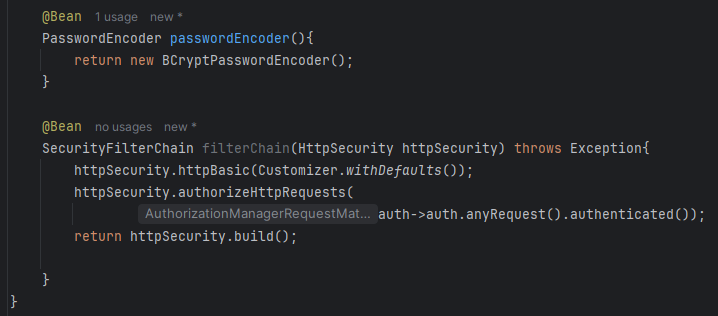 @Bean 1 usage new *
PasswordEncoder passwordEncoder(){
return new BCryptPasswordEncoder();
}
@Bean no usages new *
SecurityFilterChain filterChain(HttpSecurity httpSecurity) throws Exception{
httpSecurity.httpBasic(Customizer.withDefaults());
httpSecurity.authorizeHttpRequests(
AuthorizationManagerRequestMat... auth->auth.anyRequest().authenticated());
return httpSecurity.build();
}
}